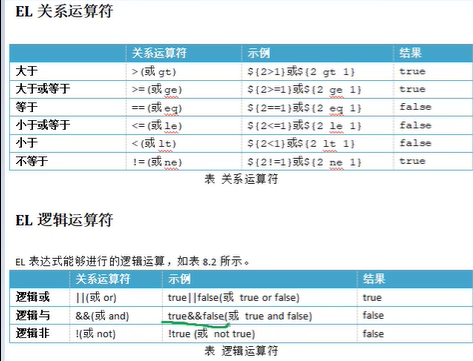 EL 关系运算符
关系运算符 示例 结果
大于 >(或 gt) ${2>1}或${2 gt 1} true
大于或等于 >=(或 ge) ${2>=1}或${2 ge 1} true
等于 ==(或 eq) ${2==1}或${2 eq 1} false
小于或等于 <=(或 le) ${2<=1}或${2 le 1} false
小于 <(或 lt) ${2<1}或${2 lt 1} false
不等于 !=(或 ne) ${2!=1}或${2 ne 1} true
表 关系运算符
EL 逻辑运算符
EL 表达式能够进行的逻辑运算，如表 8.2 所示。
关系运算符 示例 结果
逻辑或 ||(或 or) true||false(或 true or false) true
逻辑与 &&(或 and) true&&false(或 true and false) false
逻辑非 !(或 not) !true (或 not true) false
表 逻辑运算符